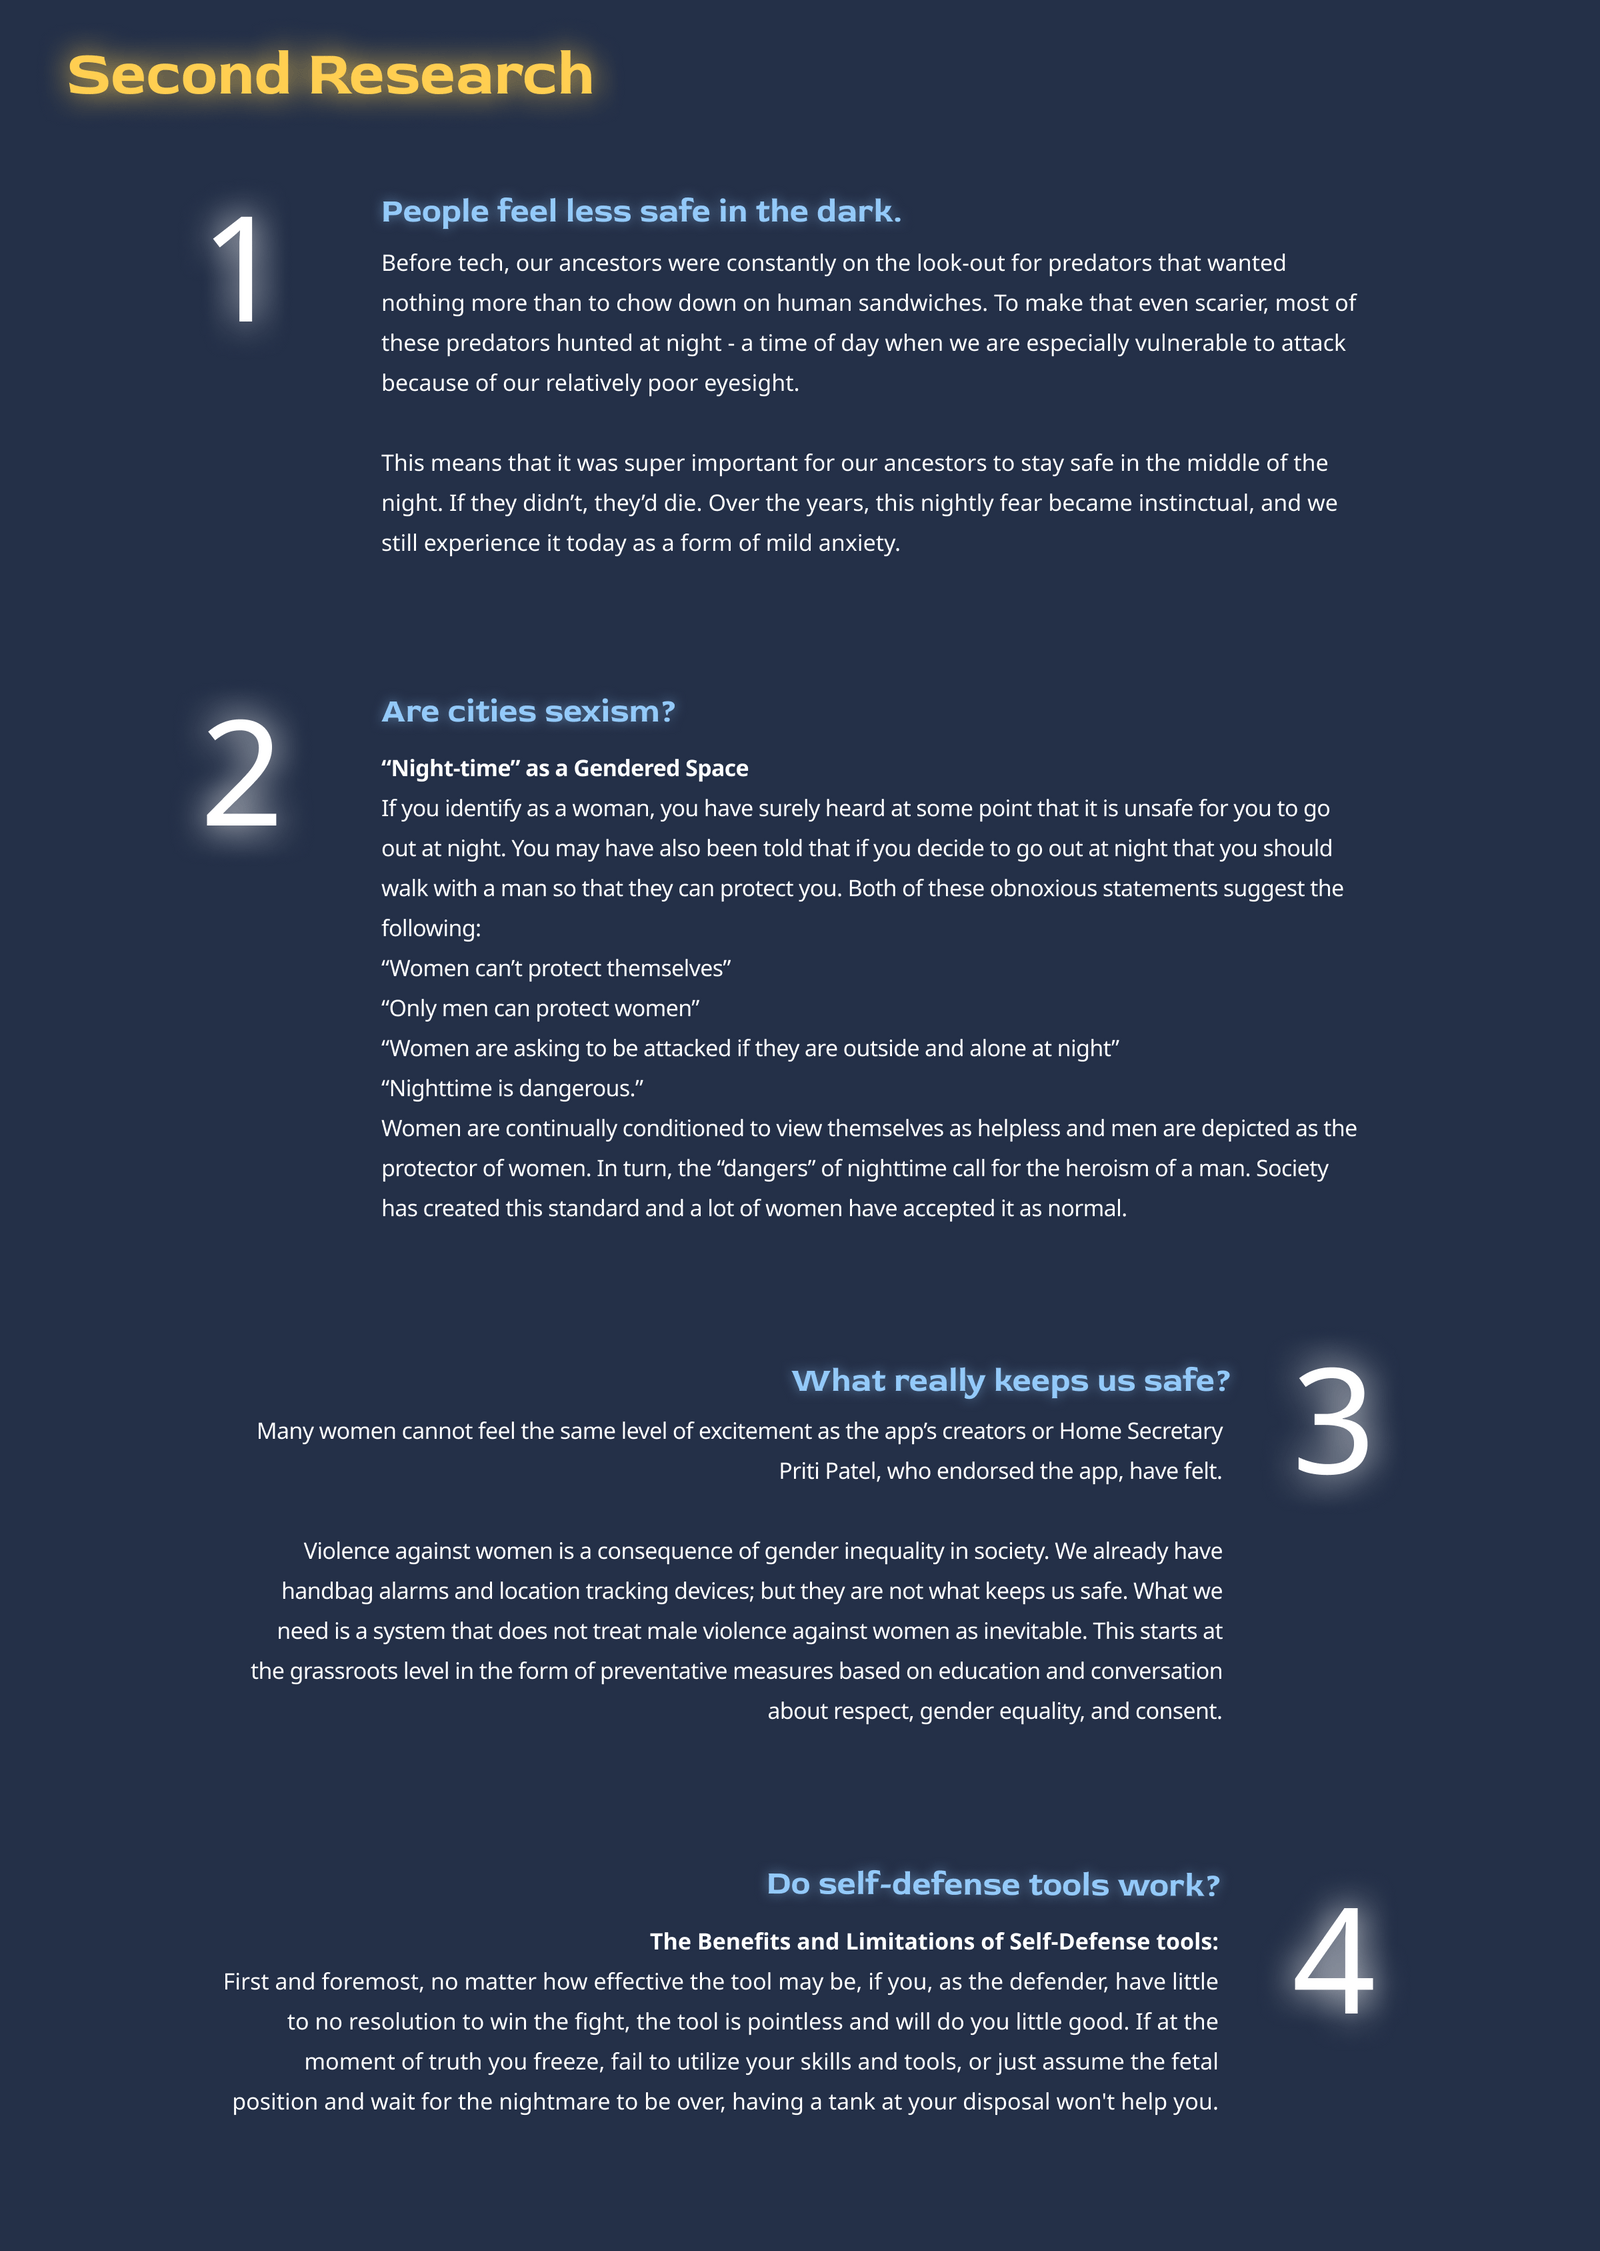 Second Research
1
People feel less safe in the dark.
Before tech, our ancestors were constantly on the look-out for predators that wanted
nothing more than to chow down on human sandwiches. To make that even scarier, most of
these predators hunted at night - a time of day when we are especially vulnerable to attack
because of our relatively poor eyesight.
This means that it was super important for our ancestors to stay safe in the middle of the
night. If they didn’t, they’d die. Over the years, this nightly fear became instinctual, and we
still experience it today as a form of mild anxiety.
2
Are cities sexism?
“Night-time” as a Gendered Space
If you identify as a woman, you have surely heard at some point that it is unsafe for you to go
out at night. You may have also been told that if you decide to go out at night that you should
walk with a man so that they can protect you. Both of these obnoxious statements suggest the
following:
“Women can’t protect themselves”
“Only men can protect women”
“Women are asking to be attacked if they are outside and alone at night”
“Nighttime is dangerous.”
Women are continually conditioned to view themselves as helpless and men are depicted as the
protector of women. In turn, the “dangers” of nighttime call for the heroism of a man. Society
has created this standard and a lot of women have accepted it as normal.
What really keeps us safe?
3
Many women cannot feel the same level of excitement as the app’s creators or Home Secretary
Priti Patel, who endorsed the app, have felt.
Violence against women is a consequence of gender inequality in society. We already have
handbag alarms and location tracking devices; but they are not what keeps us safe. What we
need is a system that does not treat male violence against women as inevitable. This starts at
the grassroots level in the form of preventative measures based on education and conversation
about respect, gender equality, and consent.
Do self-defense tools work?
4
The Benefits and Limitations of Self-Defense tools:
First and foremost, no matter how effective the tool may be, if you, as the defender, have little
to no resolution to win the fight, the tool is pointless and will do you little good. If at the
moment of truth you freeze, fail to utilize your skills and tools, or just assume the fetal
position and wait for the nightmare to be over, having a tank at your disposal won't help you.